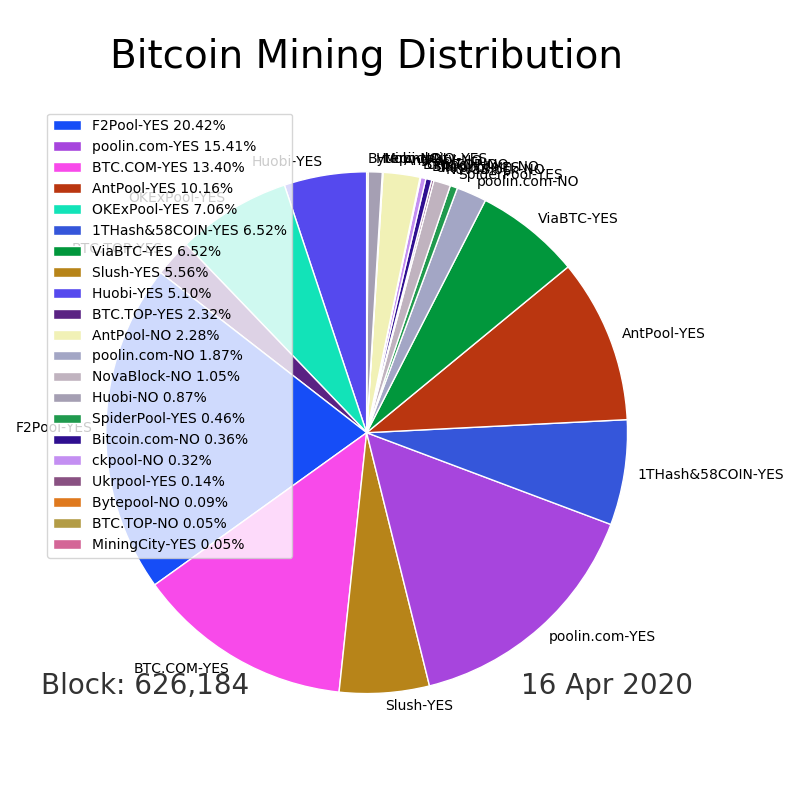 Bitcoin Mining Distribution
F2Pool-YES 20.42%
poolin.com-YES 15.41%
BTC.COM-YES 13.40%
AntPool-YES 10.16%
OKExPool-YES 7.06%
1THash&58COIN-YES 6.52%
ViaBTC-YES 6.52%
Slush-YES 5.56%
Huobi-YES 5.10%
BTC.TOP-YES 2.32%
AntPool-NO 2.28%
poolin.com-NO 1.87%
NovaBlock-NO 1.05%
Huobi-NO 0.87%
SpiderPool-YES 0.46%
Bitcoin.com-NO 0.36%
ckpool-NO 0.32%
Ukrpool-YES 0.14%
Bytepool-NO 0.09%
BTC.TOP-NO 0.05%
MiningCity-YES 0.05%
Huobi-YES
OKExPool-YES
BTC.TOP-YES
F2Pool-YES
BTC.COM-YES
Slush-YES
poolin.com-YES
1THash&58COIN-YES
AntPool-YES
ViaBTC-YES
poolin.com-NO
SpiderPool-YES
Block: 626,184
16 Apr 2020